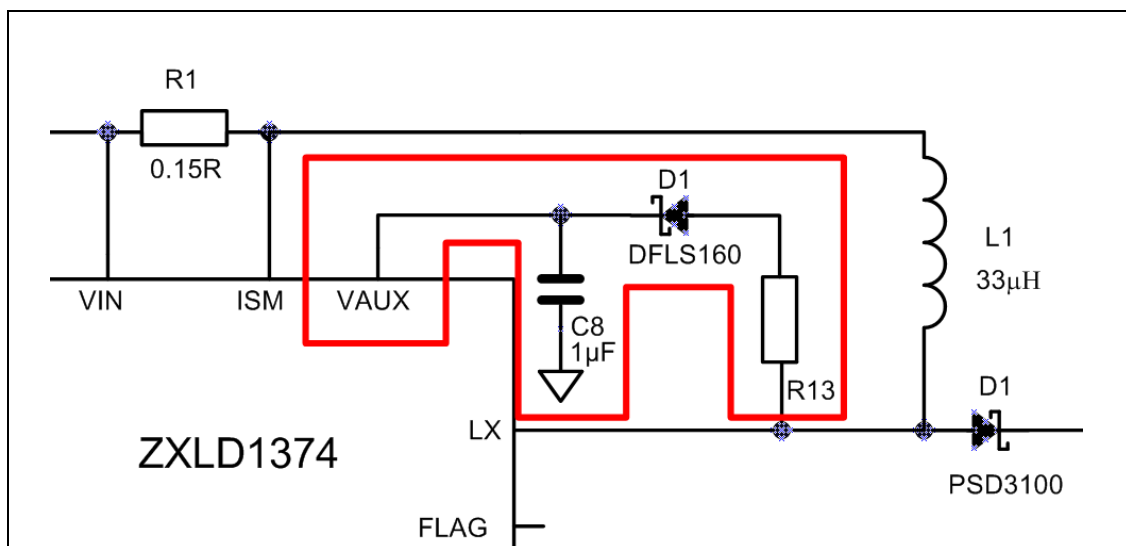 R1
0.15R
D1
DFLS160
L1
33µH
VIN
ISM
VAUX
C8
1µF
R13
D1
LX
ZXLD1374
PSD3100
FLAG